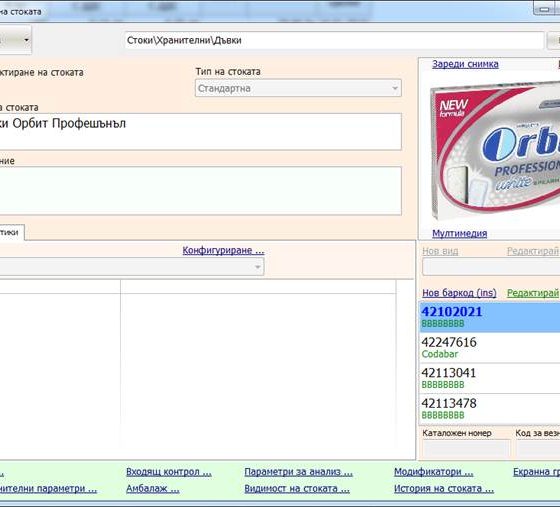 на стоката
Стоки\Хранителни\Дъвки
ктиране на стоката
Тип на стоката
Стандартна
а стоката
ки Орбит Профешънъл
ние
тики
Конфигуриране ...
Зареди снимка
NEW
formula
Orb
PROFESSION
white
Мултимедия
Нов вид
Редактирай
Нов баркод (ins)
Редактирай
42102021
BBBBBBBB
42247616
Codabar
42113041
BBBBBBBB
42113478
BBBBBBBB
Каталожен номер
Код за везн
Входящ контрол ...
Параметри за анализ ...
Модификатори ...
Екранна гр
нителни параметри ...
Амбалаж ...
Видимост на стоката ...
История на стоката ...